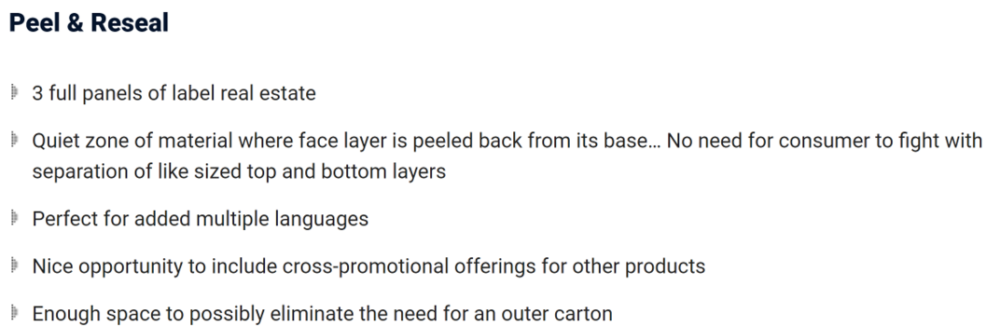 Peel & Reseal
3 full panels of label real estate
Quiet zone of material where face layer is peeled back from its base... No need for consumer to fight with
separation of like sized top and bottom layers
Perfect for added multiple languages
Nice opportunity to include cross-promotional offerings for other products
Enough space to possibly eliminate the need for an outer carton